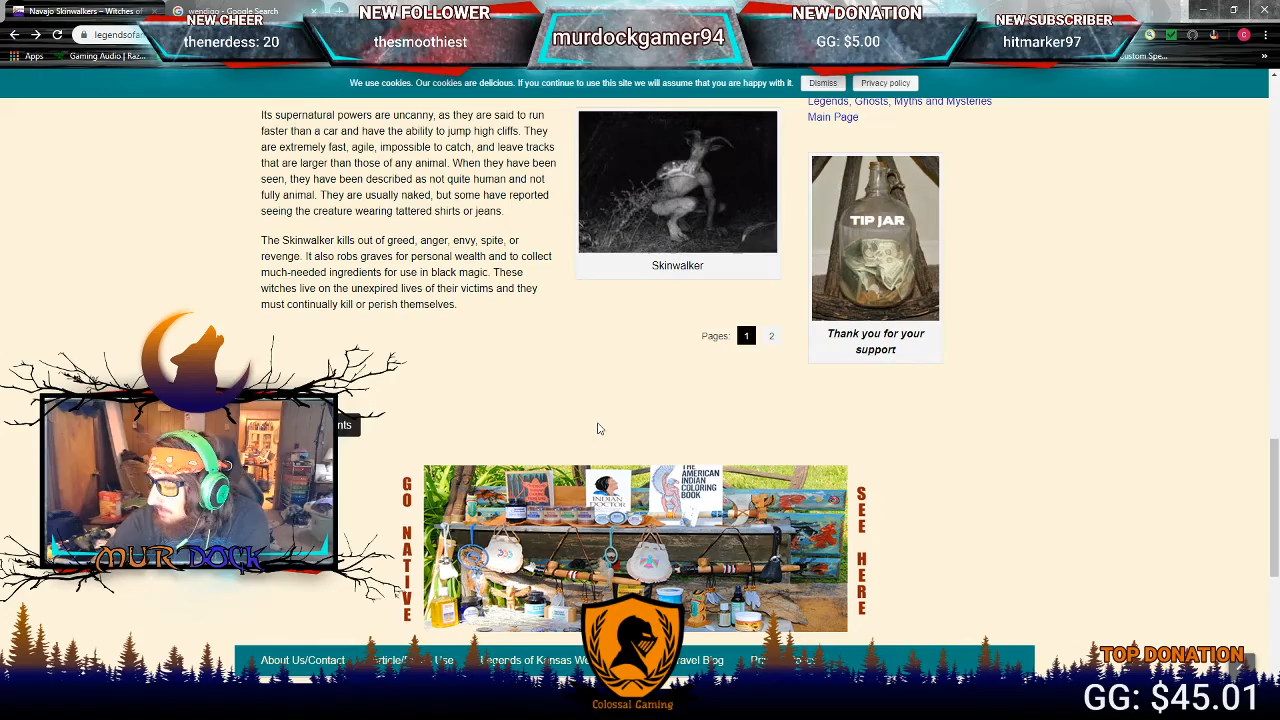 Navajo Skinwalkers – Witches of
wendigo - Google Search
NEW CHEER
thenerdess: 20
NEW FOLLOWER
thesmoothiest
murdockgamer94
NEW DONATION
GG: $5.00
NEW SUBSCRIBER
hitmarker97
Apps
Gaming Audio | Raz...
We use cookies. Our cookies are delicious. If you continue to use this site we will assume that you are happy with it.
Dismiss
Privacy policy
Its supernatural powers are uncanny, as they are said to run
faster than a car and have the ability to jump high cliffs. They
are extremely fast, agile, impossible to catch, and leave tracks
that are larger than those of any animal. When they have been
seen, they have been described as not quite human and not
fully animal. They are usually naked, but some have reported
seeing the creature wearing tattered shirts or jeans.
The Skinwalker kills out of greed, anger, envy, spite, or
revenge. It also robs graves for personal wealth and to collect
much-needed ingredients for use in black magic. These
witches live on the unexpired lives of their victims and they
must continually kill or perish themselves.
Skinwalker
Pages: 1 2
Legends, Ghosts, Myths and Mysteries
Main Page
TIP JAR
Thank you for your
support
MURDOCK
GO NATIVE
INDIAN
DOCTOR
THE
AMERICAN
INDIAN
COLORING
BOOK
SEE HERE
About Us/Contact
Use
Legends of Kansas
Travel Blog
Colossal Gaming
TOP DONATION
GG: $45.01